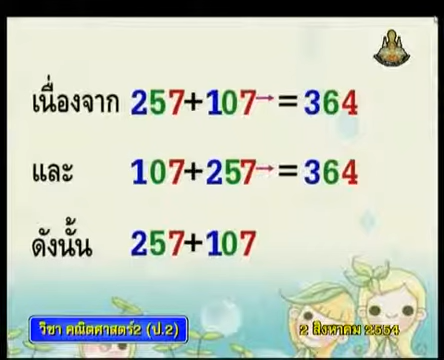 เนื่องจาก 257+107→ = 364
และ 107+257→ = 364
ดังนั้น 257+107
วิชา คณิตศาสตร์2 (ป.2)
2 สิงหาคม 2554